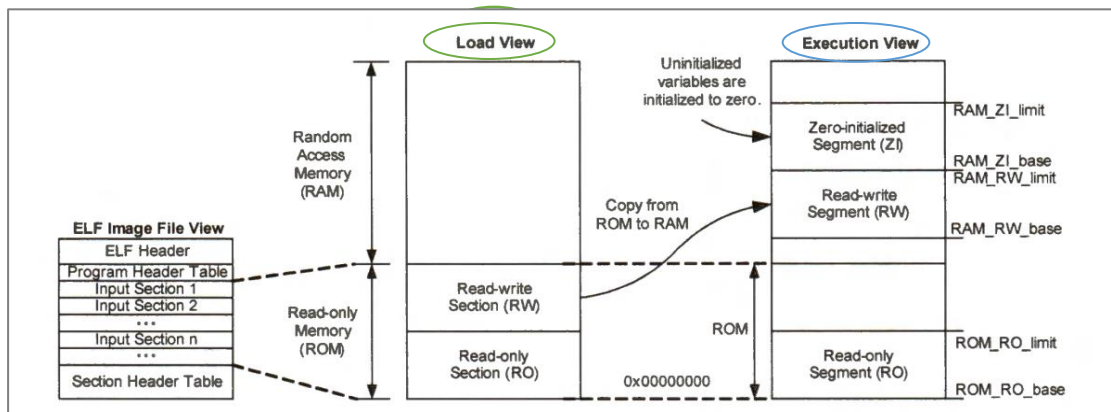 Load View
Execution View
Uninitialized
variables are
initialized to zero.
RAM_ZI_limit
Zero-initialized
Segment (ZI)
Random
Access
Memory
(RAM)
RAM_ZI_base
RAM_RW_limit
Read-write
Segment (RW)
Copy from
ROM to RAM
RAM_RW_base
ELF Image File View
ELF Header
Program Header Table
Input Section 1
Input Section 2
...
Input Section n
...
Section Header Table
Read-only
Memory
(ROM)
Read-write
Section (RW)
Read-only
Section (RO)
ROM
0x00000000
ROM_RO_limit
Read-only
Segment (RO)
ROM_RO_base